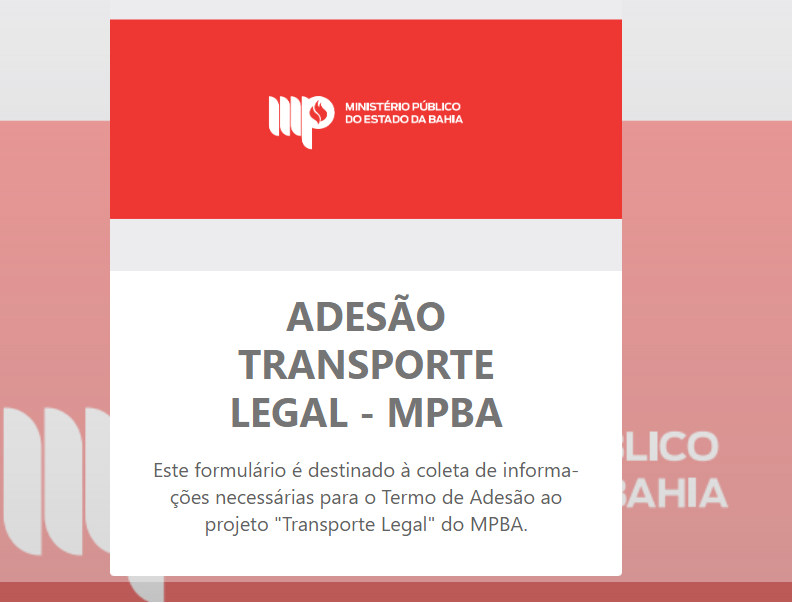 mp
MINISTÉRIO PÚBLICO
DO ESTADO DA BAHIA
ADESÃO
TRANSPORTE
LEGAL - MPBA
Este formulário é destinado à coleta de informa-
ções necessárias para o Termo de Adesão ao
projeto "Transporte Legal" do MPBA.
BLICO
BAHIA